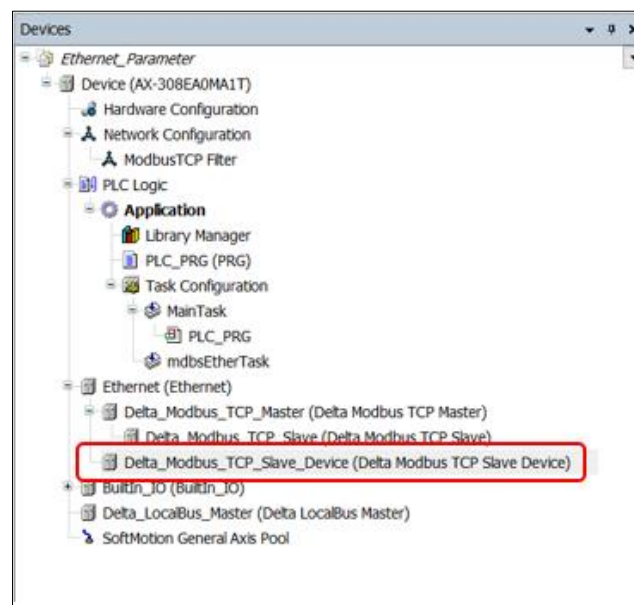 Devices
Ethernet_Parameter
Device (AX-308EA0MA1T)
Hardware Configuration
Network Configuration
ModbusTCP Filter
PLC Logic
Application
Library Manager
PLC_PRG (PRG)
Task Configuration
MainTask
PLC_PRG
mdbsEtherTask
Ethernet (Ethernet)
Delta_Modbus_TCP_Master (Delta Modbus TCP Master)
Delta_Modbus_TCP_Slave (Delta Modbus TCP Slave)
Delta_Modbus_TCP_Slave_Device (Delta Modbus TCP Slave Device)
BuiltIn_IO (BuiltIn_IO)
Delta_LocalBus_Master (Delta LocalBus Master)
SoftMotion General Axis Pool